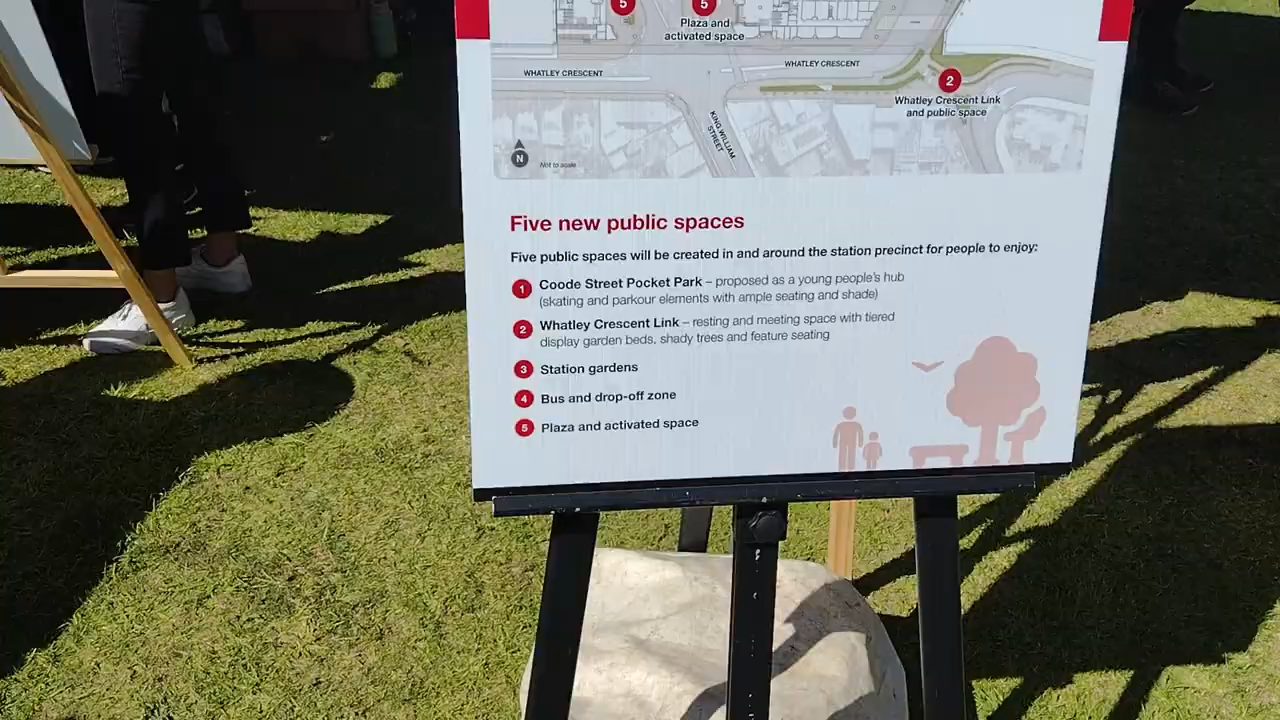 5
5
Plaza and
activated space
WHATLEY CRESCENT
WHATLEY CRESCENT
2
Whatley Crescent Link
and public space
KING WILLIAM
STREET
N
Not to scale
Five new public spaces
Five public spaces will be created in and around the station precinct for people to enjoy:
1 Coode Street Pocket Park – proposed as a young people's hub
(skating and parkour elements with ample seating and shade)
2 Whatley Crescent Link – resting and meeting space with tiered
display garden beds, shady trees and feature seating
3 Station gardens
4 Bus and drop-off zone
5 Plaza and activated space